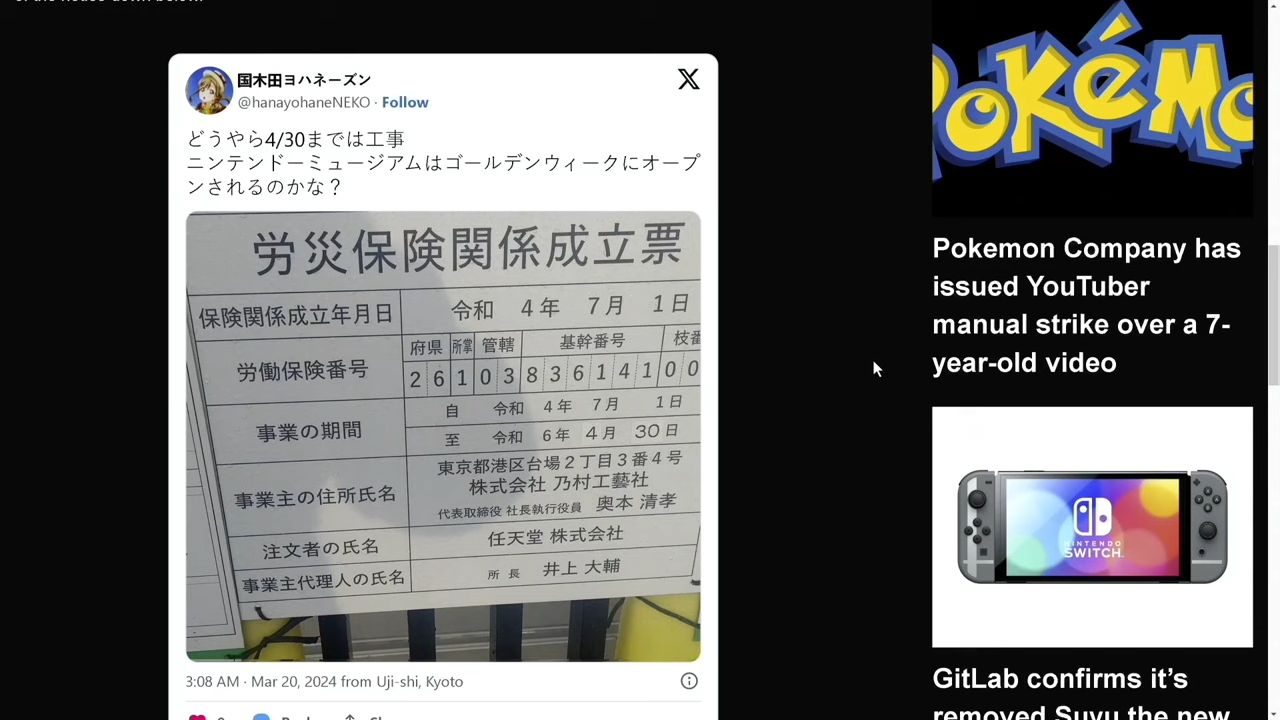 国木田ヨハネーズン
@hanayohaneNEKO · Follow
どうやら4/30までは工事
ニンテンドーミュージアムはゴールデンウィークにオープ
ンされるのかな？
労災保険関係成立票
保険関係成立年月日 令和 4年 7月 1日
府県 所掌 管轄 基幹番号 枝番
労働保険番号 2 6 1 0 3 8 3 6 1 4 1 0 0
事業の期間 自 令和 4年 7月 1日
至 令和 6年 4月 30日
東京都港区台場2丁目3番4号
事業主の住所氏名 株式会社 乃村工藝社
代表取締役 社長執行役員 奥本 清孝
注文者の氏名 任天堂 株式会社
事業主代理人の氏名 所長 井上 大輔
3:08 AM · Mar 20, 2024 from Uji-shi, Kyoto
POKéMO
Pokemon Company has
issued YouTuber
manual strike over a 7-
year-old video
NINTENDO
SWITCH
GitLab confirms it's
removed Suyu the new